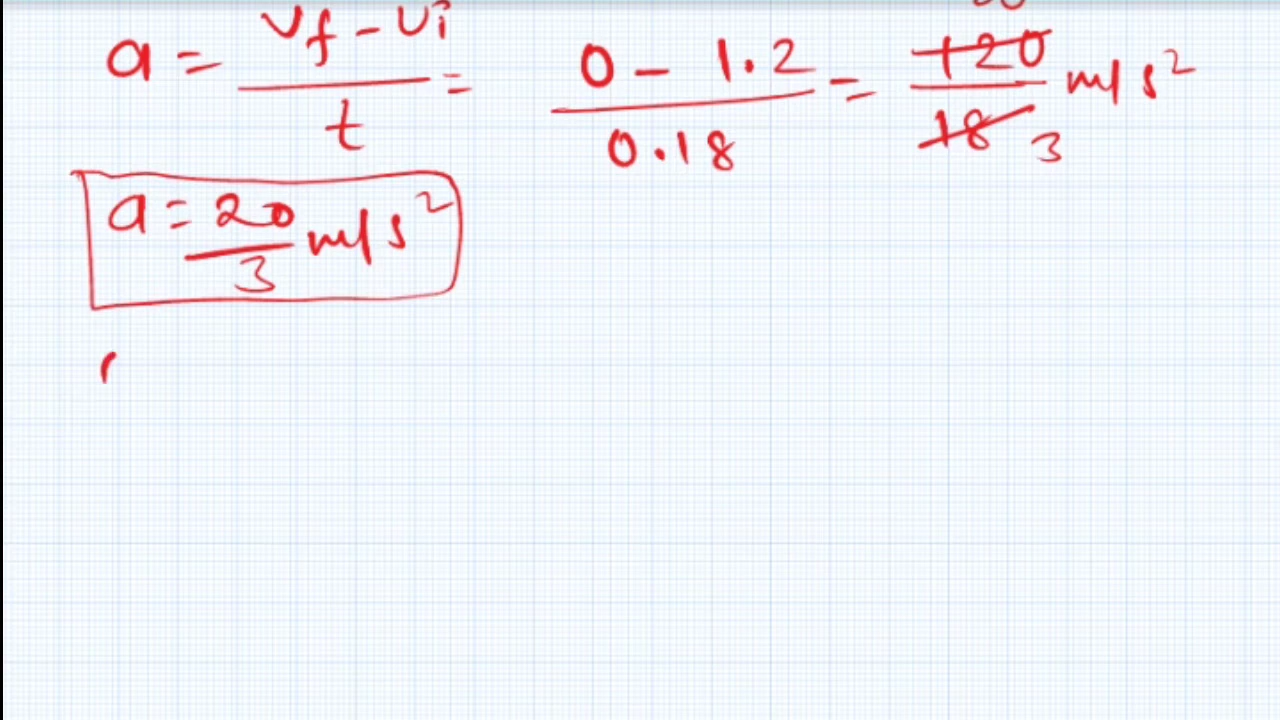 a = vf - vi / t = 0 - 1.2 / 0.18 = 120 / 18 3 m/s²
a = 20 / 3 m/s²